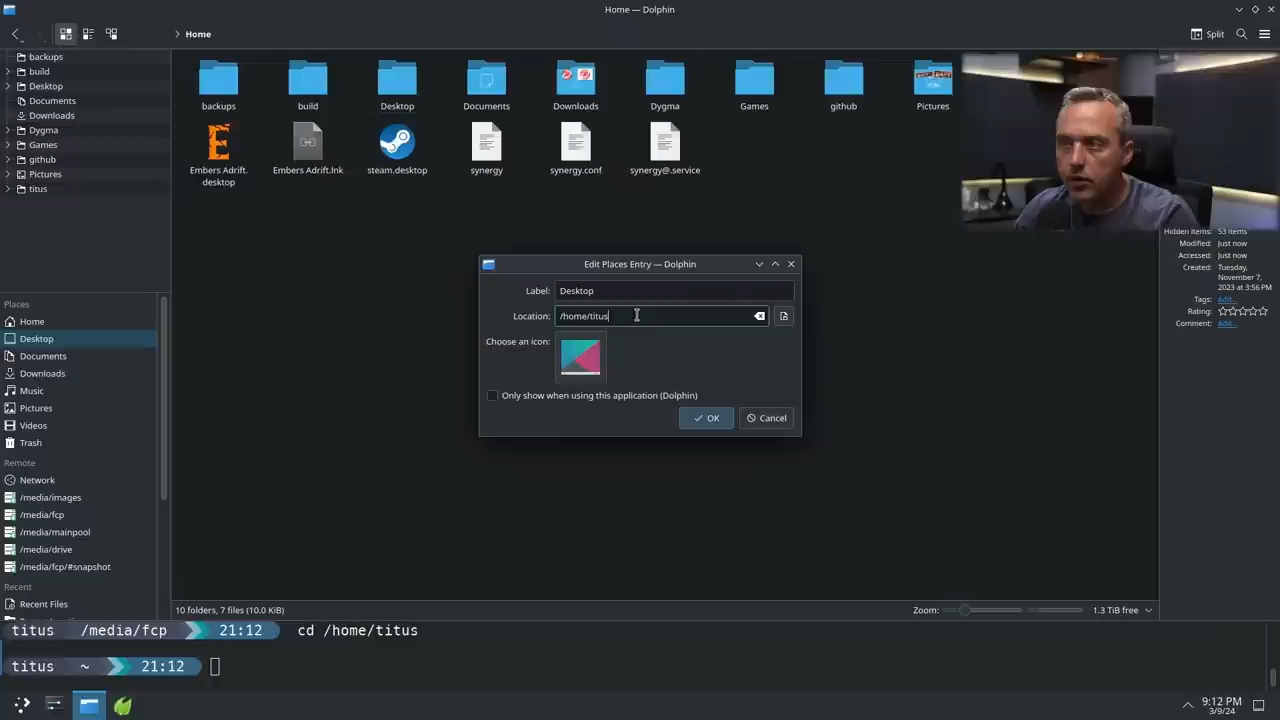 Home — Dolphin
Home
Split
backups
build
Desktop
Documents
Downloads
Dygma
Games
github
Pictures
titus
backups
build
Desktop
Documents
Downloads
Dygma
Games
github
Pictures
Embers Adrift.
desktop
Embers Adrift.lnk
steam.desktop
synergy
synergy.conf
synergy@.service
Hidden items: 53 items
Modified: Just now
Accessed: Just now
Created: Tuesday,
November 7,
2023 at 3:56 PM
Tags: Add...
Rating:
Comment: Add...
Edit Places Entry — Dolphin
Label: Desktop
Location: /home/titus
Choose an icon:
Only show when using this application (Dolphin)
OK
Cancel
Places
Home
Desktop
Documents
Downloads
Music
Pictures
Videos
Trash
Remote
Network
/media/images
/media/fcp
/media/mainpool
/media/drive
/media/fcp/#snapshot
Recent
Recent Files
10 folders, 7 files (10.0 KiB)
Zoom:
1.3 TiB free
titus /media/fcp 21:12 cd /home/titus
titus ~ 21:12
9:12 PM
3/9/24